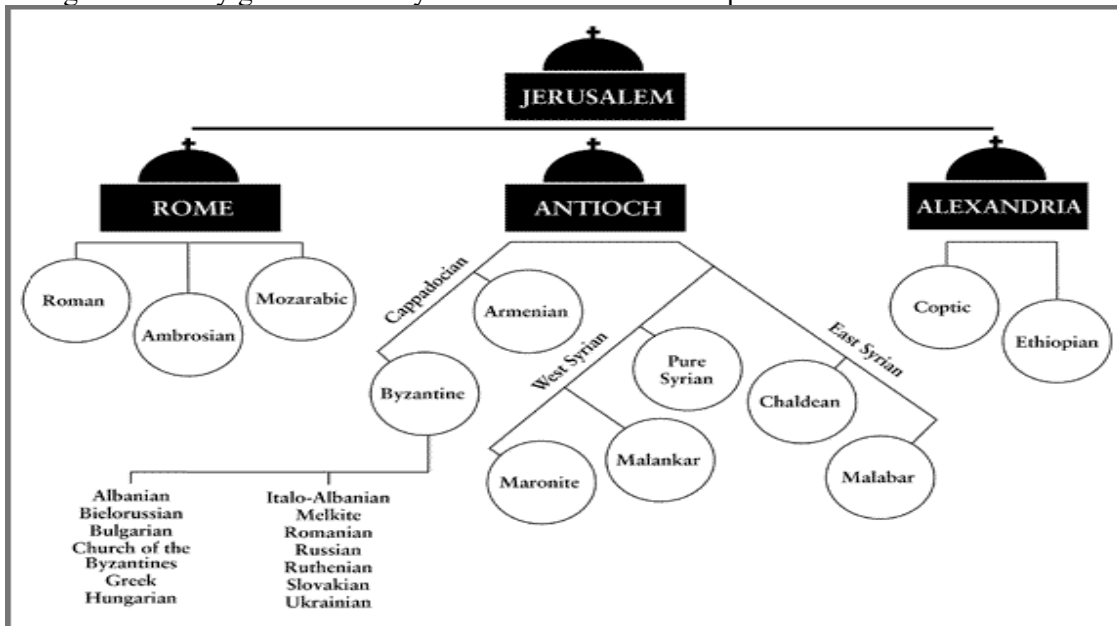 JERUSALEM
ROME
ANTIOCH
ALEXANDRIA
Roman
Ambrosian
Mozarabic
Cappadocian
Armenian
Byzantine
West Syrian
Pure
Syrian
Malankar
Maronite
East Syrian
Chaldean
Malabar
Coptic
Ethiopian
Albanian
Bielorussian
Bulgarian
Church of the
Byzantines
Greek
Hungarian
Italo-Albanian
Melkite
Romanian
Russian
Ruthenian
Slovakian
Ukrainian